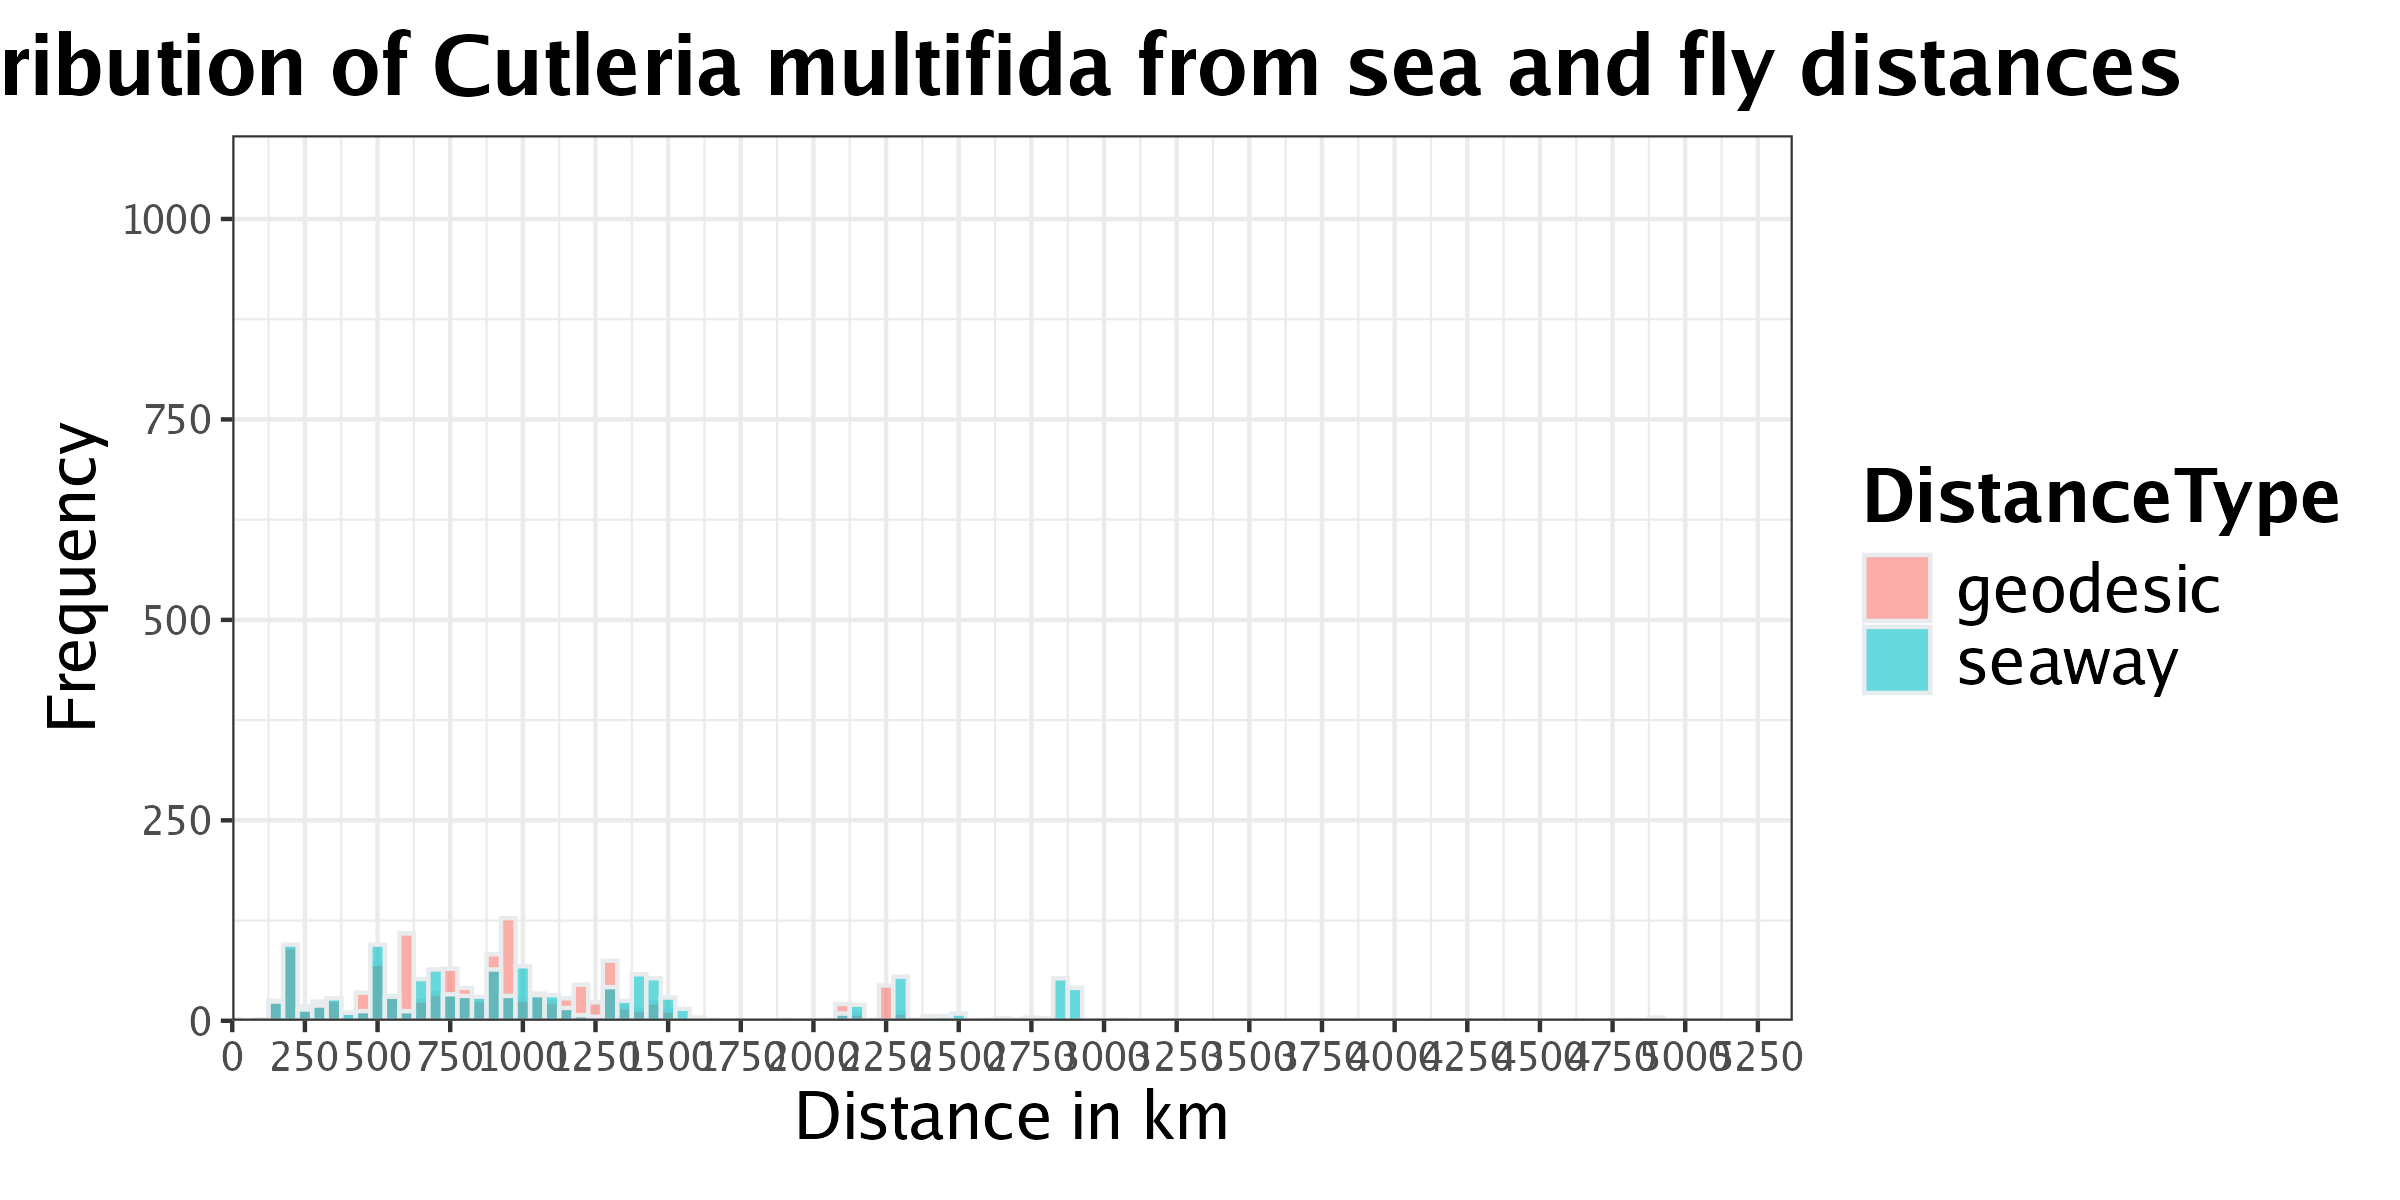 ribution of Cutleria multifida from sea and fly distances
1000
750
500
250
0
Frequency
0 250 500 750 1000 1250 1500 1750 2000 2250 2500 2750 3000 3250 3500 3750 4000 4250 4500 4750 5000 5250
Distance in km
DistanceType
geodesic
seaway